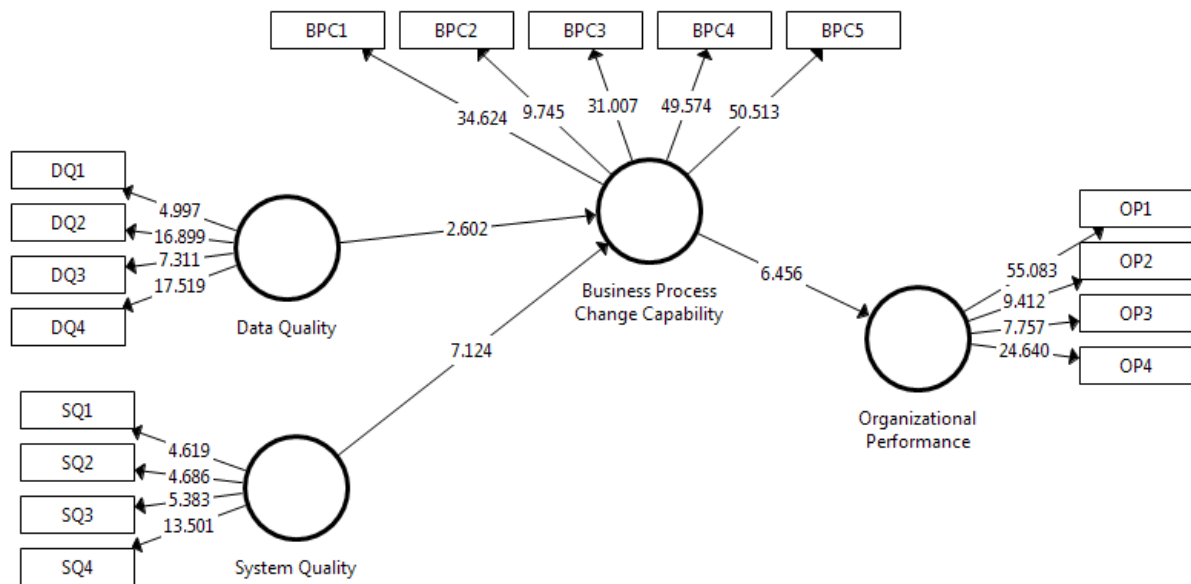 BPC1
BPC2
BPC3
BPC4
BPC5
34.624
9.745
31.007
49.574
50.513
DQ1
DQ2
DQ3
DQ4
4.997
16.899
7.311
17.519
Data Quality
2.602
7.124
Business Process
Change Capability
6.456
SQ1
SQ2
SQ3
SQ4
4.619
4.686
5.383
13.501
System Quality
OP1
OP2
OP3
OP4
55.083
9.412
7.757
24.640
Organizational
Performance